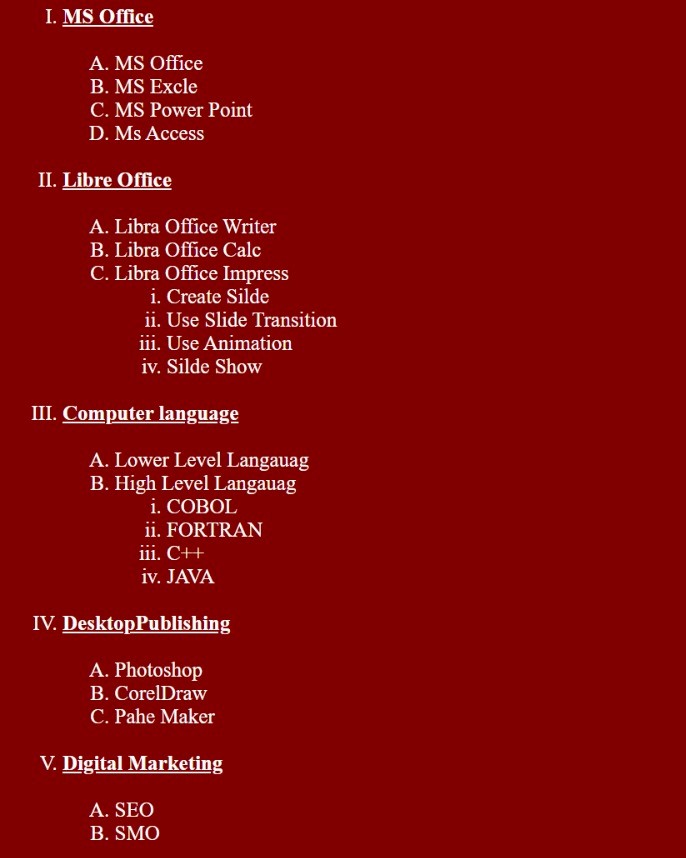 I. MS Office
A. MS Office
B. MS Excle
C. MS Power Point
D. Ms Access
II. Libre Office
A. Libra Office Writer
B. Libra Office Calc
C. Libra Office Impress
i. Create Silde
ii. Use Slide Transition
iii. Use Animation
iv. Silde Show
III. Computer language
A. Lower Level Langauag
B. High Level Langauag
i. COBOL
ii. FORTRAN
iii. C++
iv. JAVA
IV. DesktopPublishing
A. Photoshop
B. CorelDraw
C. Pahe Maker
V. Digital Marketing
A. SEO
B. SMO